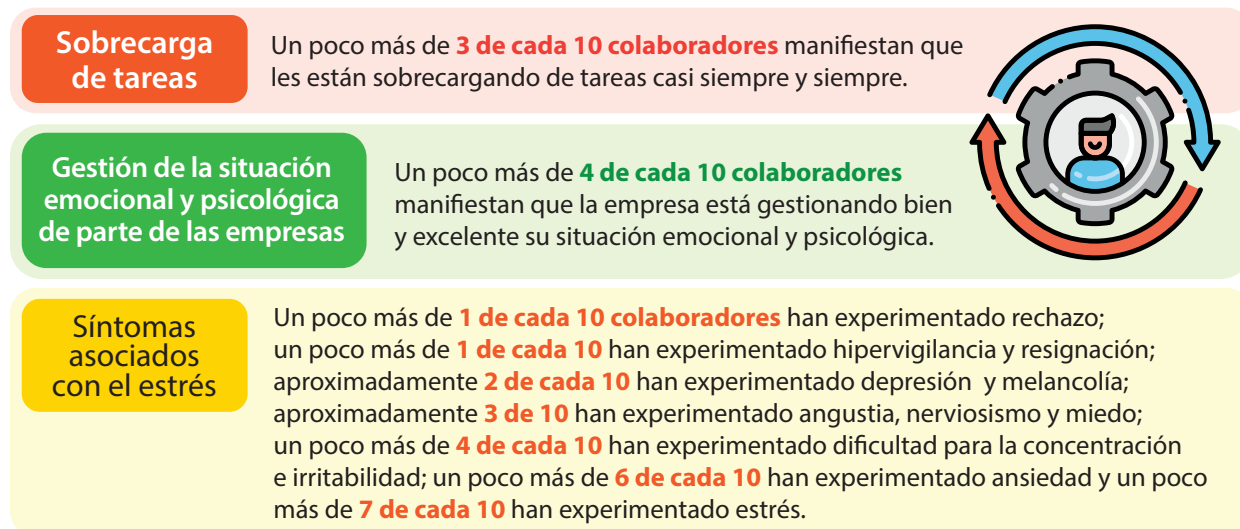 Sobrecarga
de tareas
Un poco más de 3 de cada 10 colaboradores manifiestan que
les están sobrecargando de tareas casi siempre y siempre.
Gestión de la situación
emocional y psicológica
de parte de las empresas
Un poco más de 4 de cada 10 colaboradores
manifiestan que la empresa está gestionando bien
y excelente su situación emocional y psicológica.
Síntomas
asociados
con el estrés
Un poco más de 1 de cada 10 colaboradores han experimentado rechazo;
un poco más de 1 de cada 10 han experimentado hipervigilancia y resignación;
aproximadamente 2 de cada 10 han experimentado depresión y melancolía;
aproximadamente 3 de 10 han experimentado angustia, nerviosismo y miedo;
un poco más de 4 de cada 10 han experimentado dificultad para la concentración
e irritabilidad; un poco más de 6 de cada 10 han experimentado ansiedad y un poco
más de 7 de cada 10 han experimentado estrés.